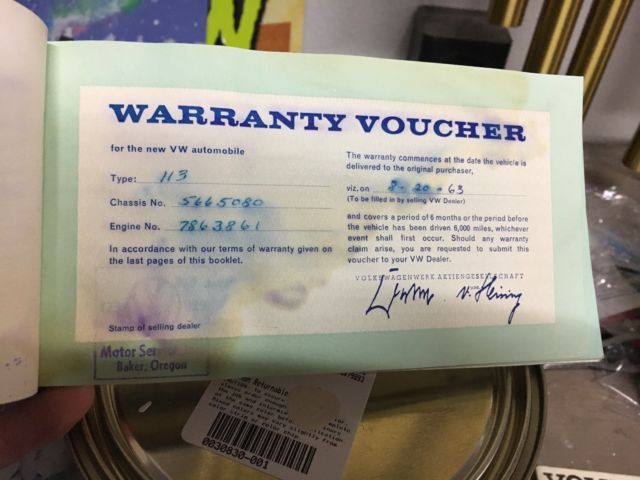 WARRANTY VOUCHER
for the new VW automobile
Type: 113
Chassis No. 5665080
Engine No. 7863861
In accordance with our terms of warranty given on
the last pages of this booklet.
Stamp of selling dealer
Motor
Baker, Oregon
The warranty commences at the date the vehicle is
delivered to the original purchaser,
viz. on 8-20-63
(To be filled in by selling VW Dealer)
and covers a period of 6 months or the period before
the vehicle has been driven 6,000 miles, whichever
event shall first occur. Should any warranty
claim arise, you are requested to submit this
voucher to your VW Dealer.
VOLKSWAGENWERK AKTIENGESELLSCHAFT
Returnable
0030830-001